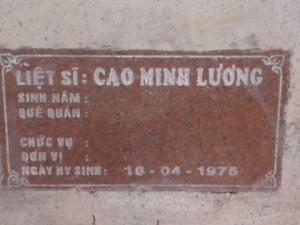 LIỆT SĨ: CAO MINH LƯƠNG
SINH NĂM :
QUÊ QUÁN :
CHỨC VỤ :
ĐƠN VỊ :
NGÀY HY SINH: 16 - 04 - 1975